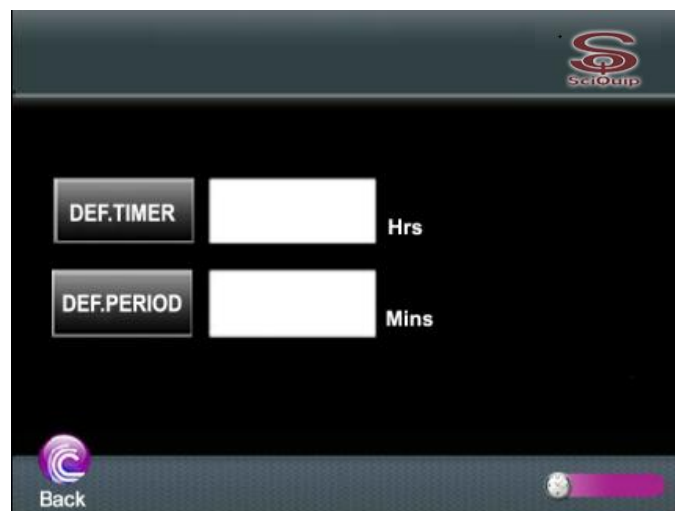 SciQuip
DEF.TIMER
Hrs
DEF.PERIOD
Mins
Back